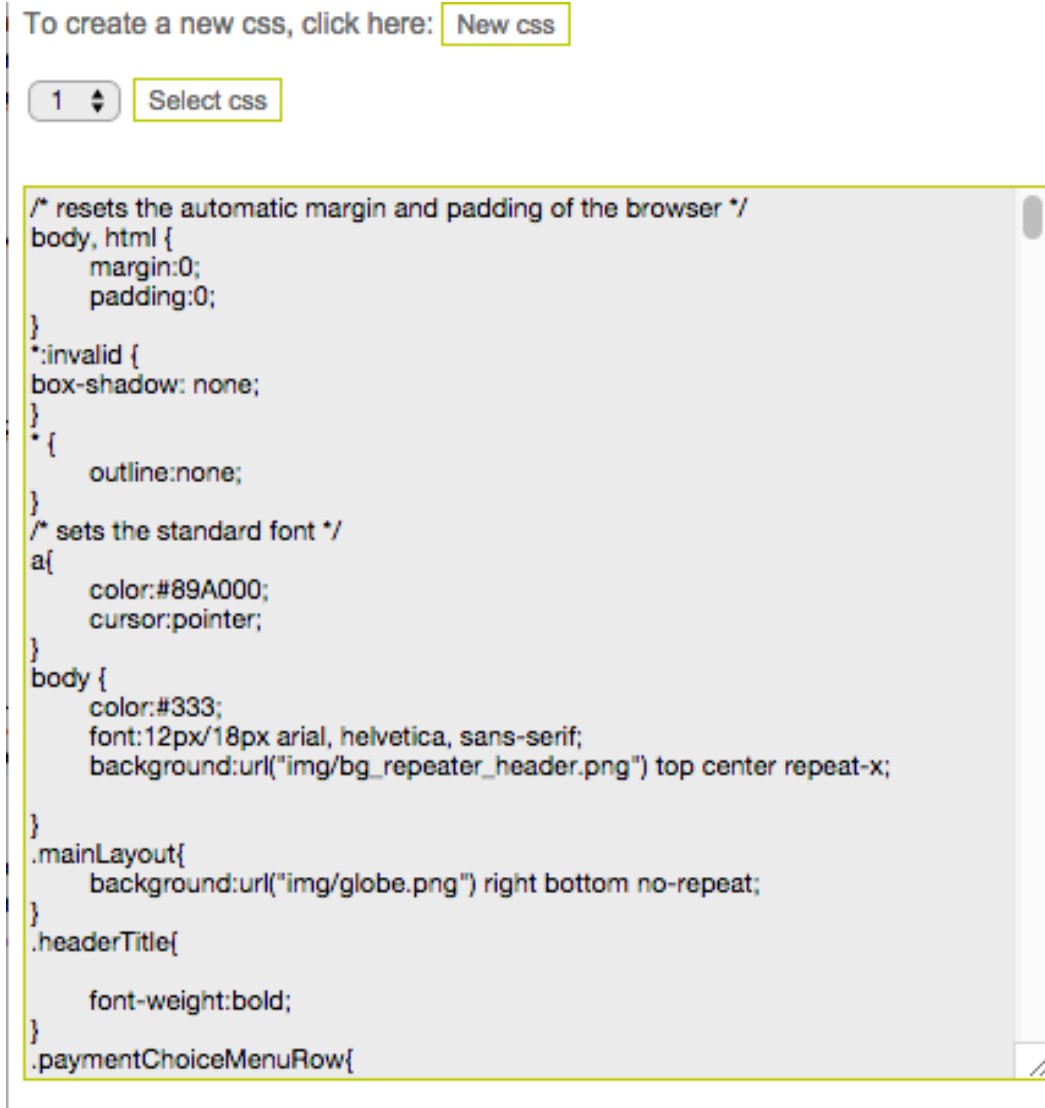 To create a new css, click here: New css
1 Select css
/* resets the automatic margin and padding of the browser */
body, html {
margin:0;
padding:0;
}
*:invalid {
box-shadow: none;
}
* {
outline:none;
}
/* sets the standard font */
a{
color:#89A000;
cursor:pointer;
}
body {
color:#333;
font:12px/18px arial, helvetica, sans-serif;
background:url("img/bg_repeater_header.png") top center repeat-x;
}
.mainLayout{
background:url("img/globe.png") right bottom no-repeat;
}
.headerTitle{
font-weight:bold;
}
.paymentChoiceMenuRow{